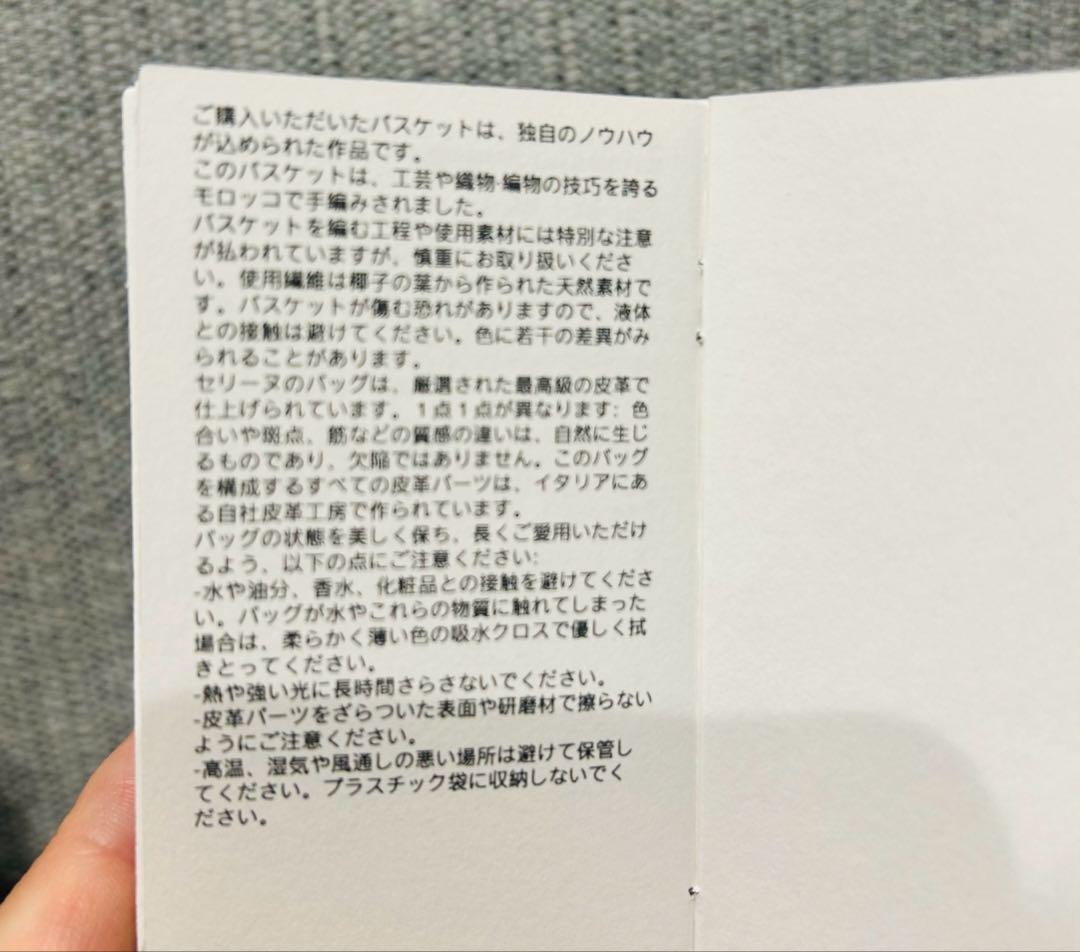 ご購入いただいたバスケットは、独自のノウハウ
が込められた作品です。
このバスケットは、工芸や織物·編物の技巧を誇る
モロッコで手編みされました。
バスケットを編む工程や使用素材には特別な注意
が払われていますが、慎重にお取り扱いくださ
い。使用繊維は椰子の葉から作られた天然素材で
す。バスケットが傷む恐れがありますので、液体
との接触は避けてください。色に若干の差異がみ
られることがあります。
セリーヌのバッグは、厳選された最高級の皮革で
仕上げられています。1点1点が異なります: 色
合いや斑点、筋などの質感の違いは、自然に生じ
るものであり、欠陥ではありません。このバッグ
を構成するすべての皮革パーツは、イタリアにあ
る自社皮革工房で作られています。
バッグの状態を美しく保ち、長くご愛用いただけ
るよう、以下の点にご注意ください:
-水や油分、香水、化粧品との接触を避けてくださ
い。バッグが水やこれらの物質に触れてしまった
場合は、柔らかく薄い色の吸水クロスで優しく拭
きとってください。
-熱や強い光に長時間さらさないでください。
-皮革パーツをざらついた表面や研磨材で擦らない
ようにご注意ください。
-高温、湿気や風通しの悪い場所は避けて保管し
てください。プラスチック袋に収納しないでく
ださい。